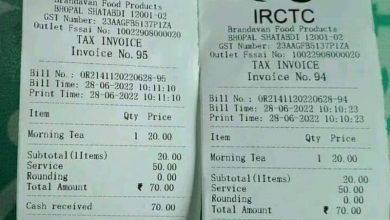 Brandavan Food Products
BHOPAL SHATABDI 12001-02
GST Number: 23AAGFB5137P1ZA
Outlet Fssai No: 10022908000020
TAX INVOICE
Invoice No. 95
Bill No.: OR2141120220628-95
Bill Time: 28-06-2022 10:11:10
Print Time: 28-06-2022 10:11:10
Item Qty Price
Morning Tea 1 20.00
Subtotal(1Items) 20.00
Service 50.00
Rounding 0.00
Total Amount ₹ 70.00
Cash received 70.00
IRCTC
Brandavan Food Products
BHOPAL SHATABDI 12001-02
GST Number: 23AAGFB5137P1ZA
Outlet Fssai No: 10022908000020
TAX INVOICE
Invoice No. 94
Bill No.: OR2141120220628-94
Bill Time: 28-06-2022 10:10:23
Print Time: 28-06-2022 10:10:23
Item Qty Price
Morning Tea 1 20.00
Subtotal(1Items) 20.00
Service 50.00
Rounding 0.00
Total Amount ₹ 70.00